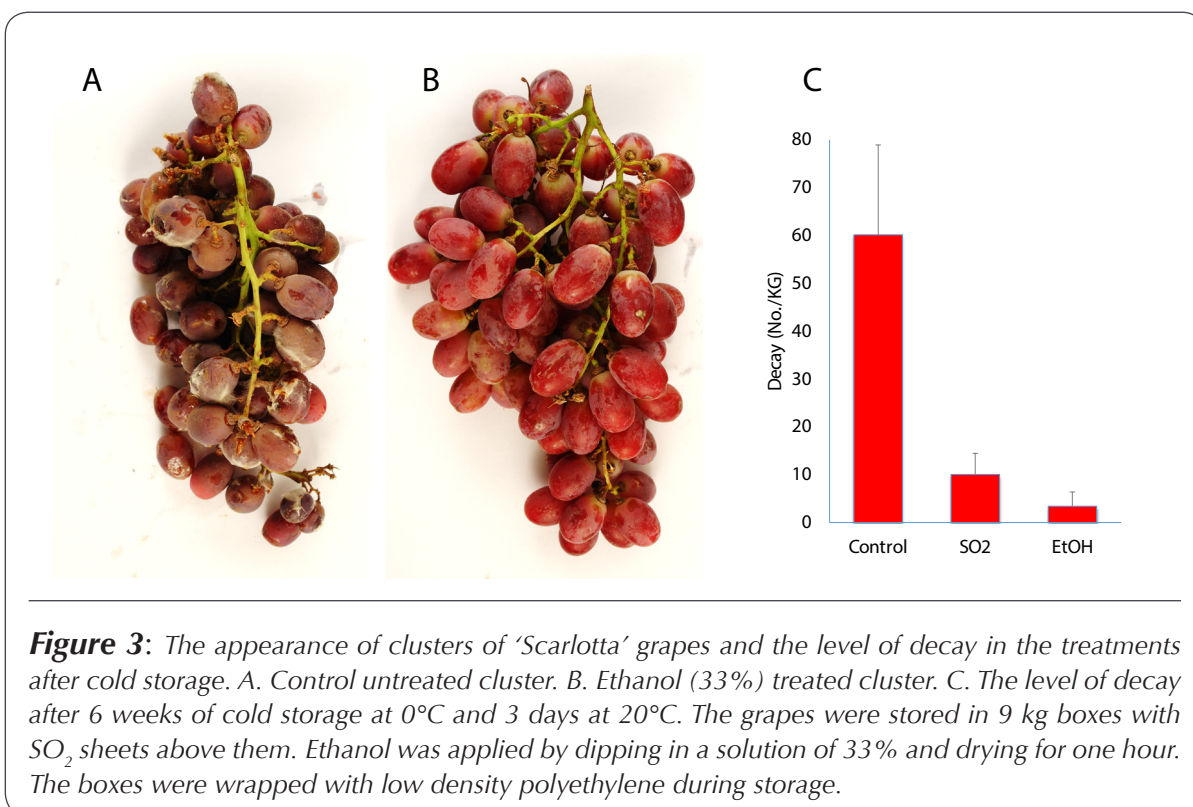 A
B
C
80
70
60
50
40
30
20
10
0
Decay (No./KG)
Control
SO2
EtOH
Figure 3: The appearance of clusters of ‘Scarlotta’ grapes and the level of decay in the treatments
after cold storage. A. Control untreated cluster. B. Ethanol (33%) treated cluster. C. The level of decay
after 6 weeks of cold storage at 0°C and 3 days at 20°C. The grapes were stored in 9 kg boxes with
SO₂ sheets above them. Ethanol was applied by dipping in a solution of 33% and drying for one hour.
The boxes were wrapped with low density polyethylene during storage.